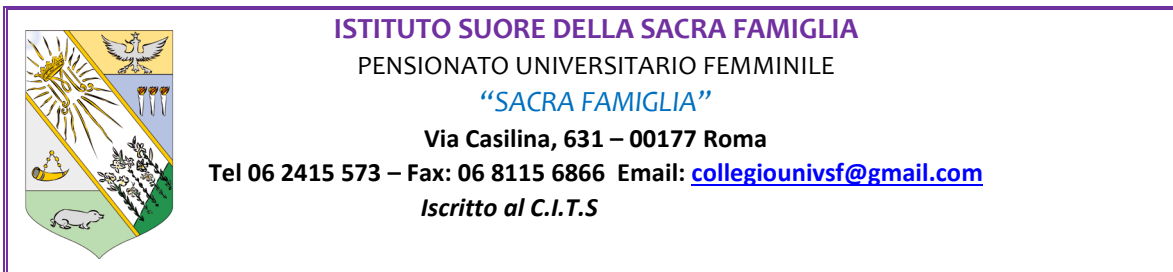 ISTITUTO SUORE DELLA SACRA FAMIGLIA
PENSIONATO UNIVERSITARIO FEMMINILE
“SACRA FAMIGLIA”
Via Casilina, 631 – 00177 Roma
Tel 06 2415 573 – Fax: 06 8115 6866 Email: collegiounivsf@gmail.com
Iscritto al C.I.T.S